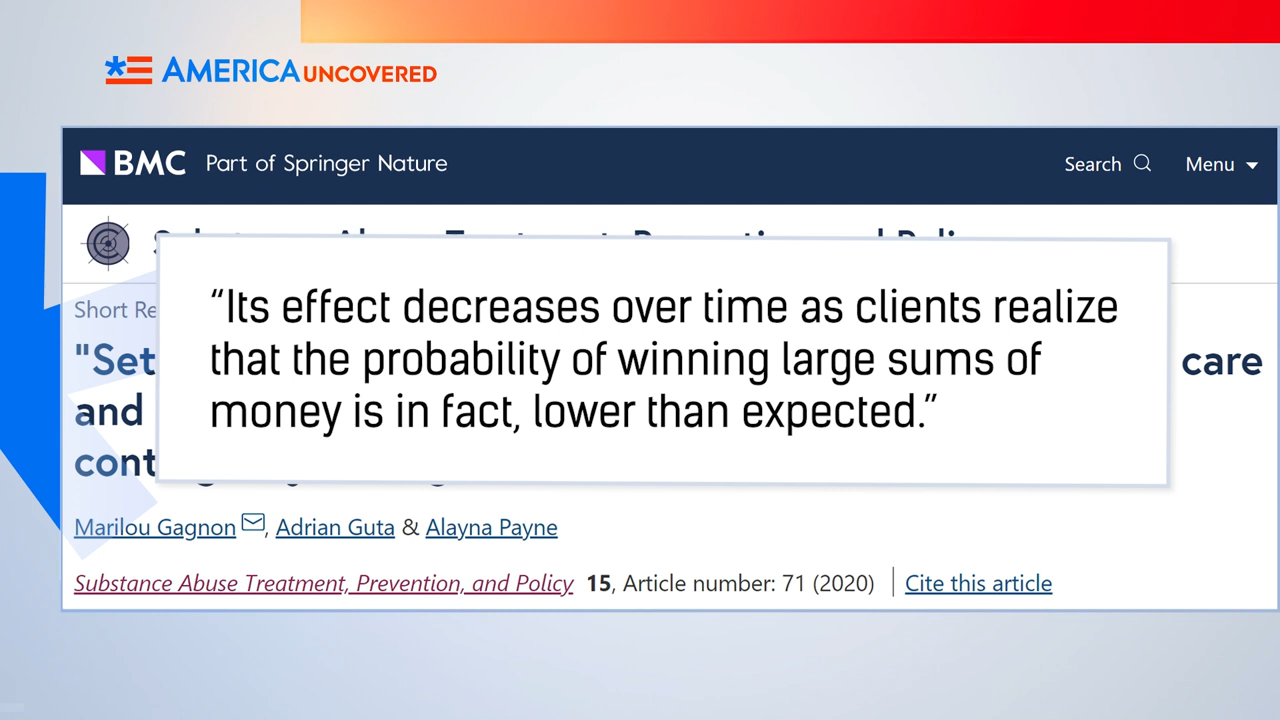 AMERICA UNCOVERED
BMC Part of Springer Nature
Search
Menu
Short Re
"Set
care
and
cont
“Its effect decreases over time as clients realize
that the probability of winning large sums of
money is in fact, lower than expected.”
Marilou Gagnon, Adrian Guta & Alayna Payne
Substance Abuse Treatment, Prevention, and Policy 15, Article number: 71 (2020) Cite this article